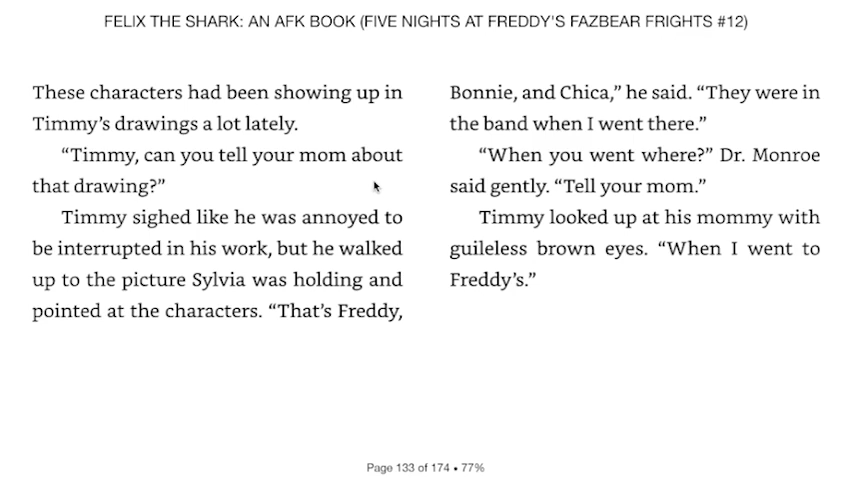 FELIX THE SHARK: AN AFK BOOK (FIVE NIGHTS AT FREDDY'S FAZBEAR FRIGHTS #12)
These characters had been showing up in
Timmy’s drawings a lot lately.
“Timmy, can you tell your mom about
that drawing?”
Timmy sighed like he was annoyed to
be interrupted in his work, but he walked
up to the picture Sylvia was holding and
pointed at the characters. “That’s Freddy,
Bonnie, and Chica,” he said. “They were in
the band when I went there.”
“When you went where?” Dr. Monroe
said gently. “Tell your mom.”
Timmy looked up at his mommy with
guileless brown eyes. “When I went to
Freddy’s.”
Page 133 of 174 • 77%